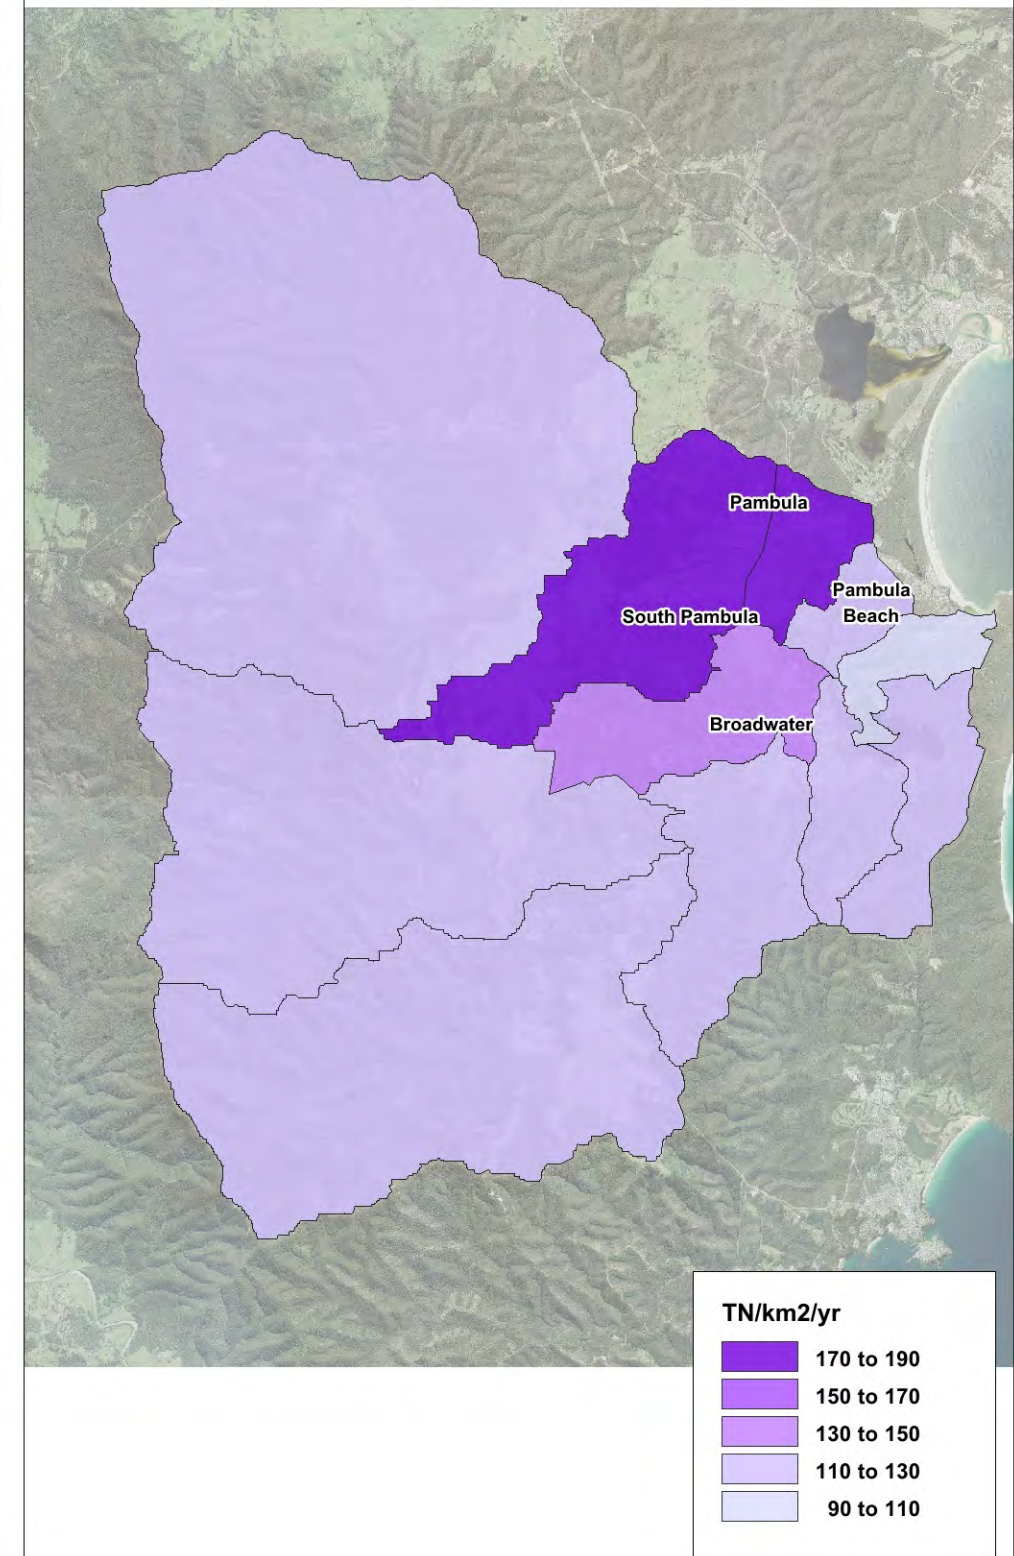 Pambula
Pambula
Beach
South Pambula
Broadwater
TN/km2/yr
170 to 190
150 to 170
130 to 150
110 to 130
90 to 110